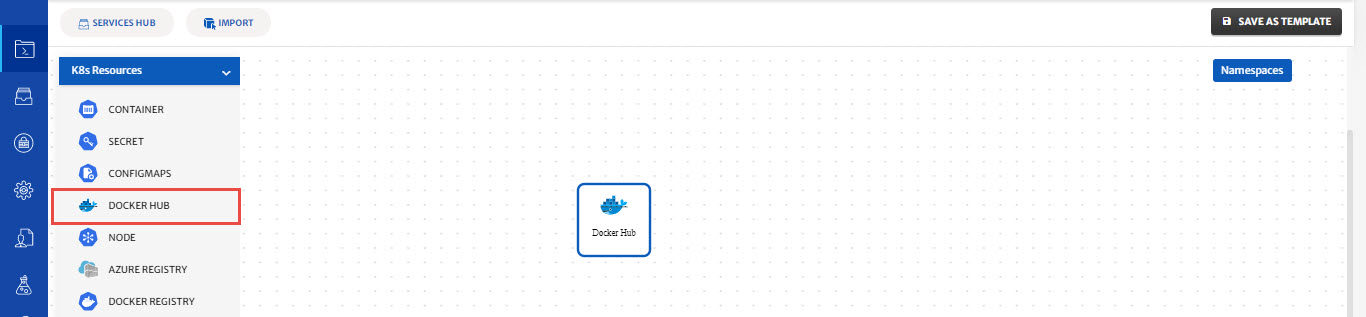 SERVICES HUB
IMPORT
SAVE AS TEMPLATE
K8s Resources
Namespaces
CONTAINER
SECRET
CONFIGMAPS
DOCKER HUB
NODE
AZURE REGISTRY
DOCKER REGISTRY
Docker Hub